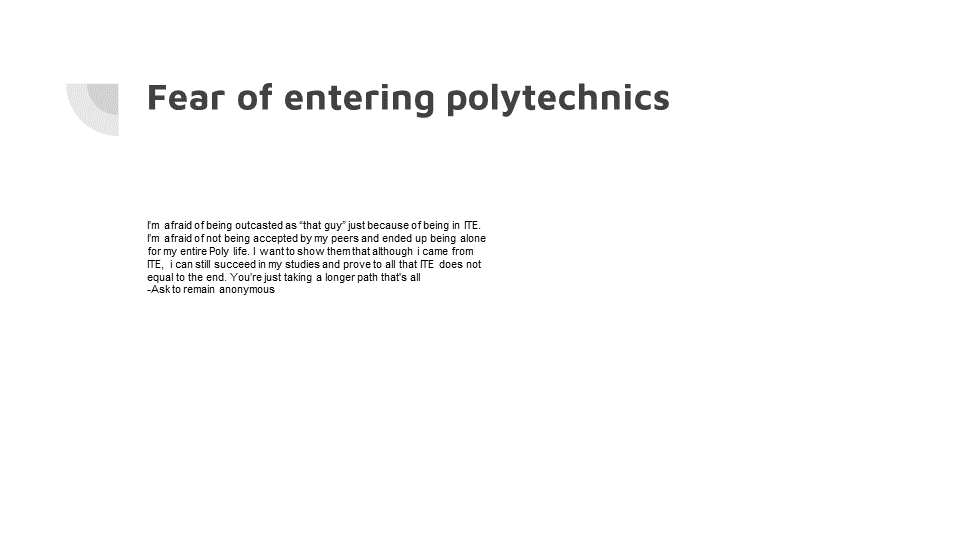 Fear of entering polytechnics
I'm afraid of being outcasted as “that guy” just because of being in ITE.
I'm afraid of not being accepted by my peers and ended up being alone
for my entire Poly life. I want to show them that although i came from
ITE, i can still succeed in my studies and prove to all that ITE does not
equal to the end. You're just taking a longer path that's all
-Ask to remain anonymous